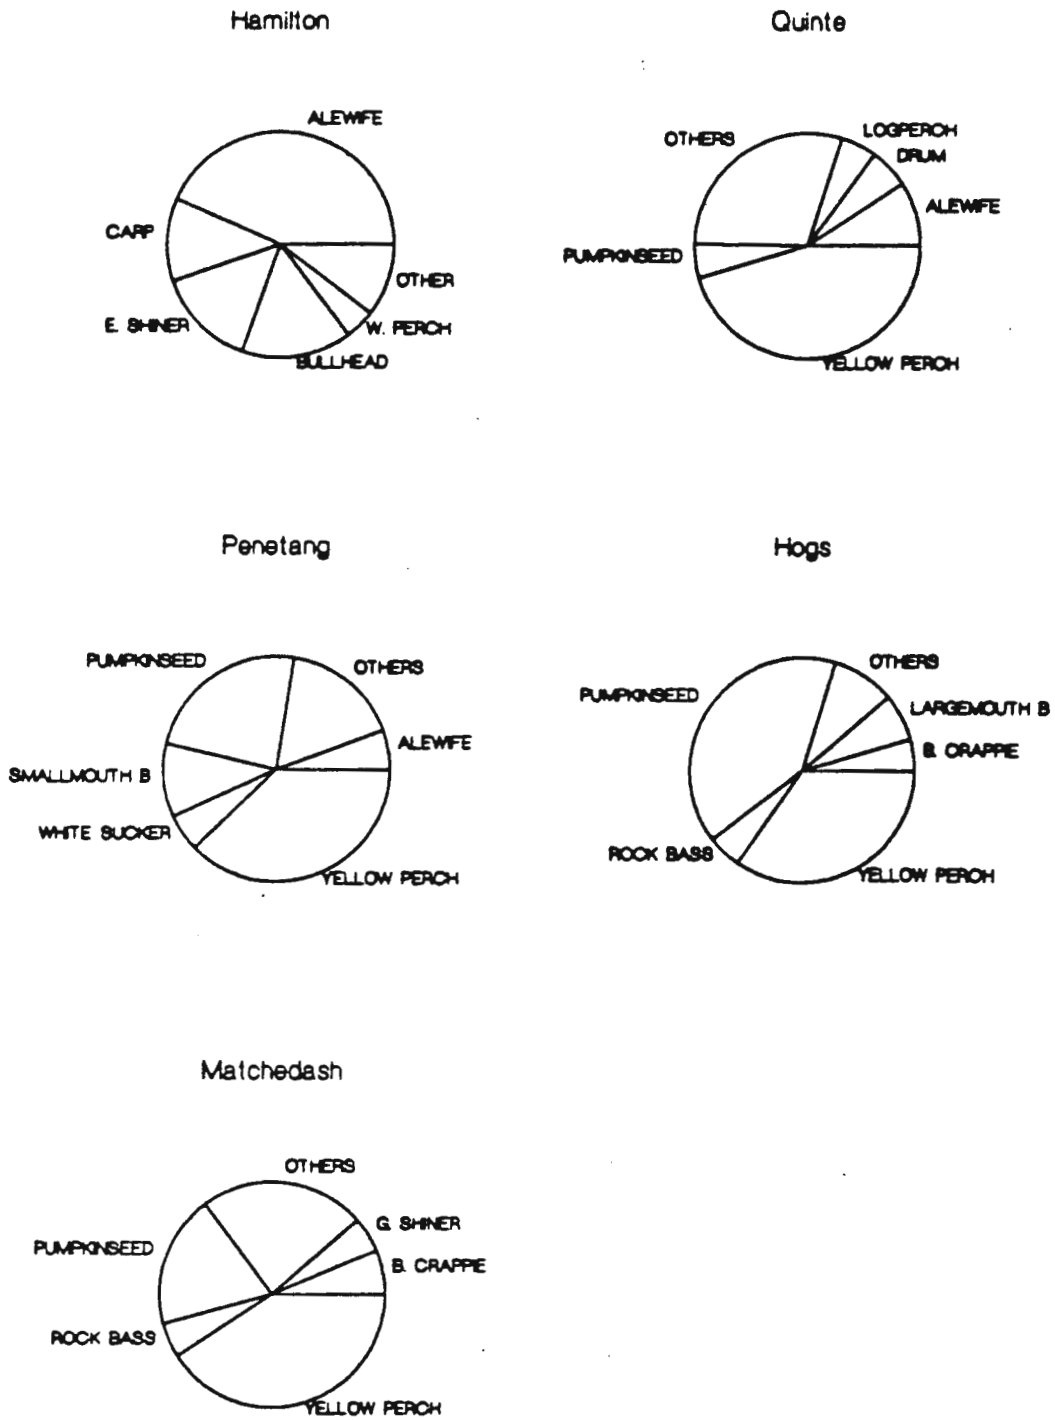 Hamilton
ALEWIFE
CARP
E. SHINER
BULLHEAD
W. PERCH
OTHER
Quinte
OTHERS
LOGPERCH
DRUM
ALEWIFE
PUMPKINSEED
YELLOW PERCH
Penetang
PUMPKINSEED
OTHERS
ALEWIFE
SMALLMOUTH B
WHITE SUCKER
YELLOW PERCH
Hogs
OTHERS
PUMPKINSEED
LARGEMOUTH B
B. CRAPPIE
ROCK BASS
YELLOW PERCH
Matchedash
OTHERS
G. SHINER
PUMPKINSEED
B. CRAPPIE
ROCK BASS
YELLOW PERCH